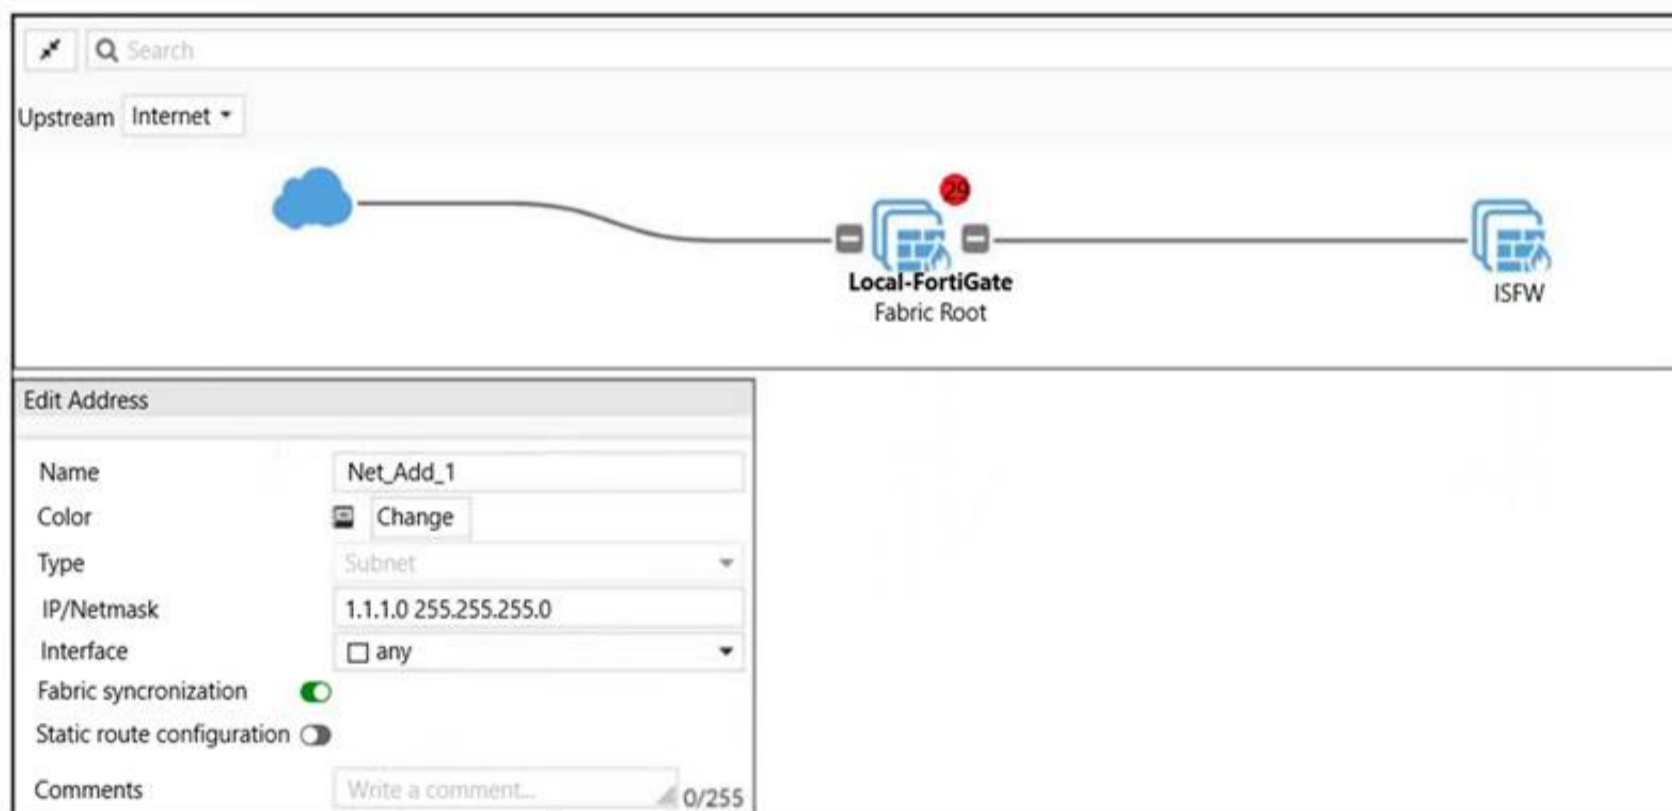 Search
Upstream Internet
29
Local-FortiGate
Fabric Root
ISFW
Edit Address
Name Net_Add_1
Color Change
Type Subnet
IP/Netmask 1.1.1.0 255.255.255.0
Interface any
Fabric syncronization
Static route configuration
Comments Write a comment... 0/255